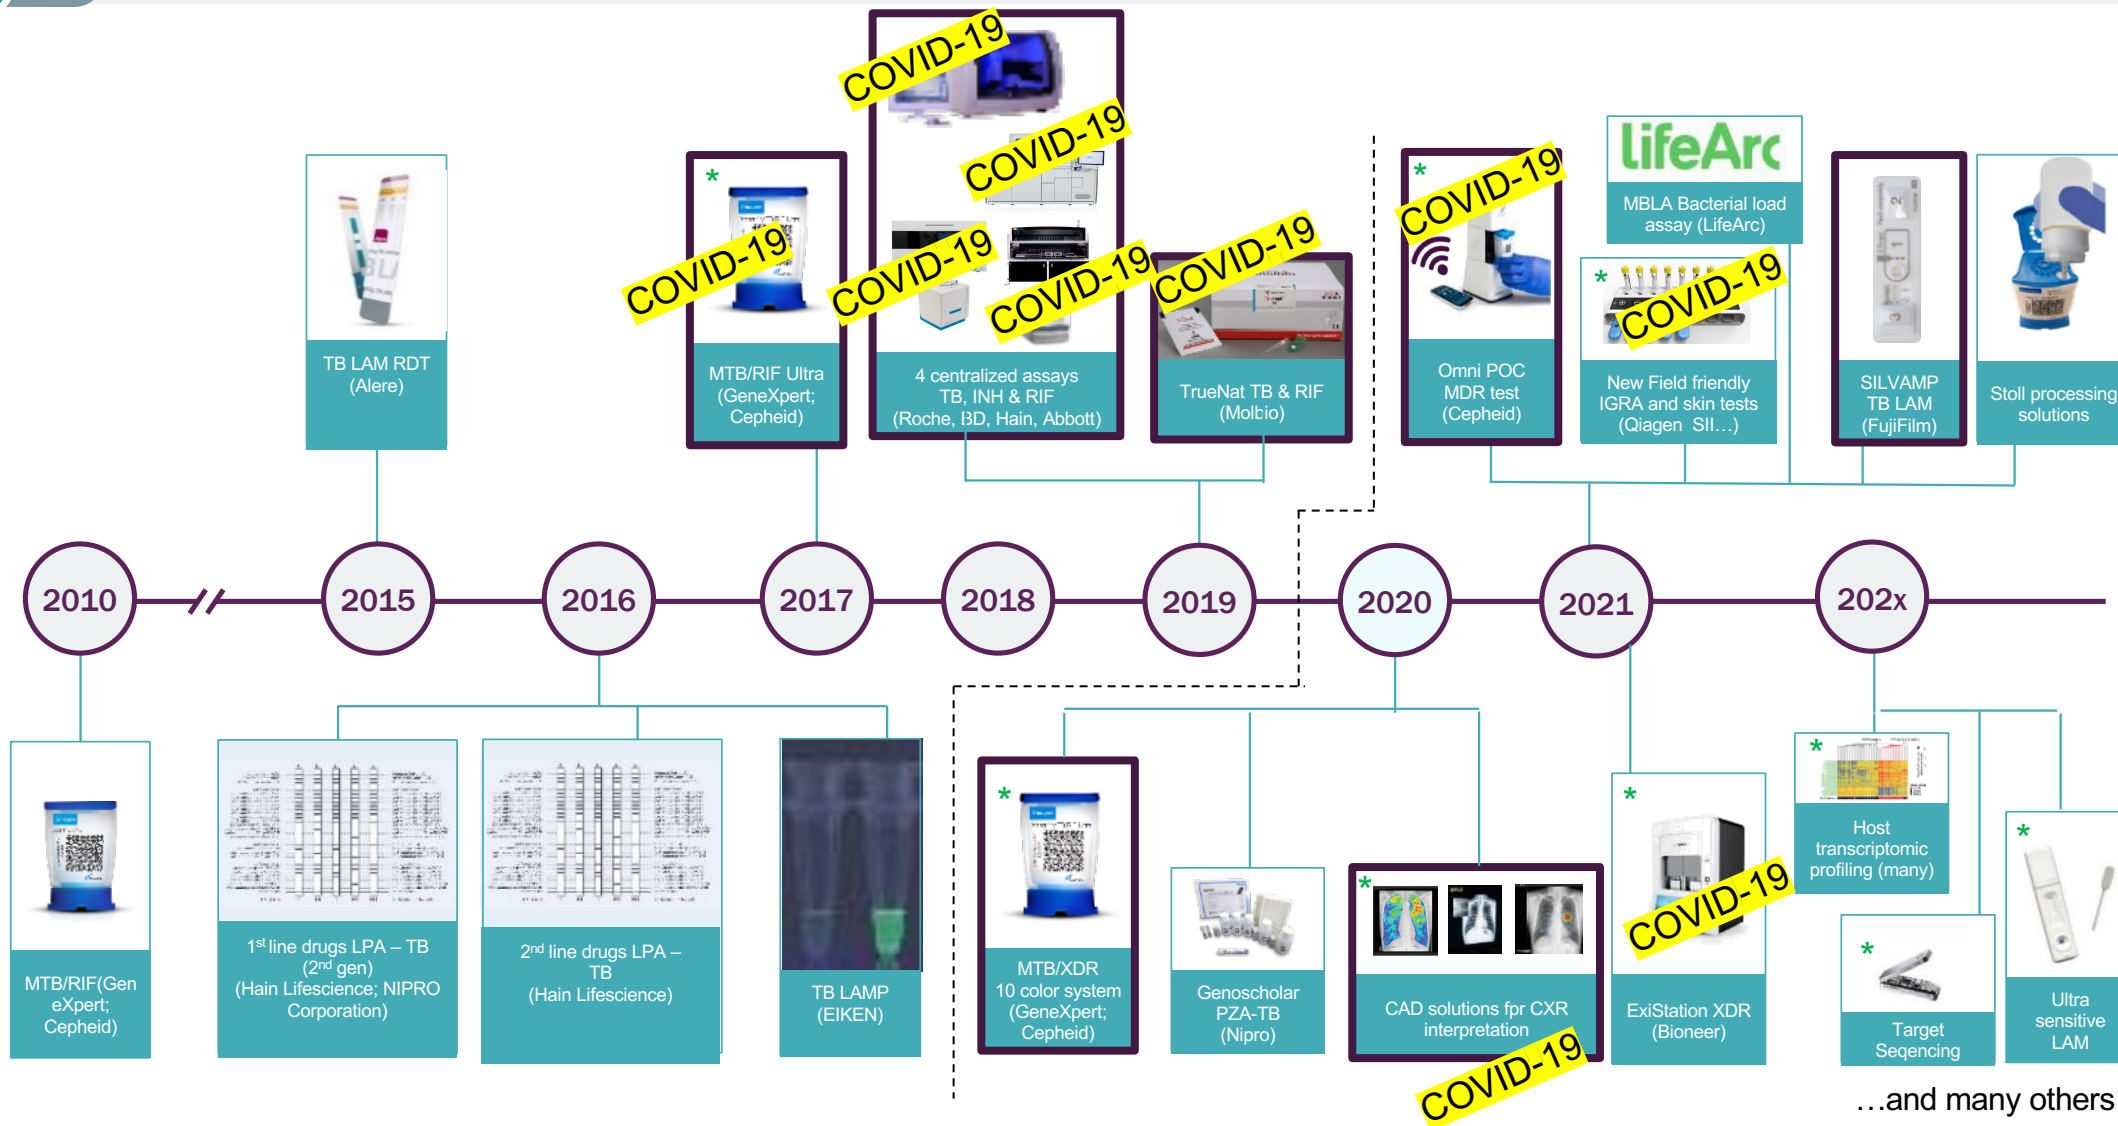 COVID-19
COVID-19
COVID-19
COVID-19
COVID-19
COVID-19
COVID-19
COVID-19
*
TB LAM RDT
(Alere)
*
MTB/RIF Ultra
(GeneXpert;
Cepheid)
4 centralized assays
TB, INH & RIF
(Roche, BD, Hain, Abbott)
TrueNat TB & RIF
(Molbio)
*
Omni POC
MDR test
(Cepheid)
lifeArc
MBLA Bacterial load
assay (LifeArc)
*
COVID-19
New Field friendly
IGRA and skin tests
(Qiagen SII...)
SILVAMP
TB LAM
(FujiFilm)
Stoll processing
solutions
2010
2015
2016
2017
2018
2019
2020
2021
202x
MTB/RIF(Gen
eXpert;
Cepheid)
1st line drugs LPA – TB
(2nd gen)
(Hain Lifescience; NIPRO
Corporation)
2nd line drugs LPA –
TB
(Hain Lifescience)
TB LAMP
(EIKEN)
*
MTB/XDR
10 color system
(GeneXpert;
Cepheid)
Genoscholar
PZA-TB
(Nipro)
*
CAD solutions fpr CXR
interpretation
COVID-19
*
COVID-19
ExiStation XDR
(Bioneer)
*
Host
transcriptomic
profiling (many)
*
Target
Seqencing
*
Ultra
sensitive
LAM
...and many others